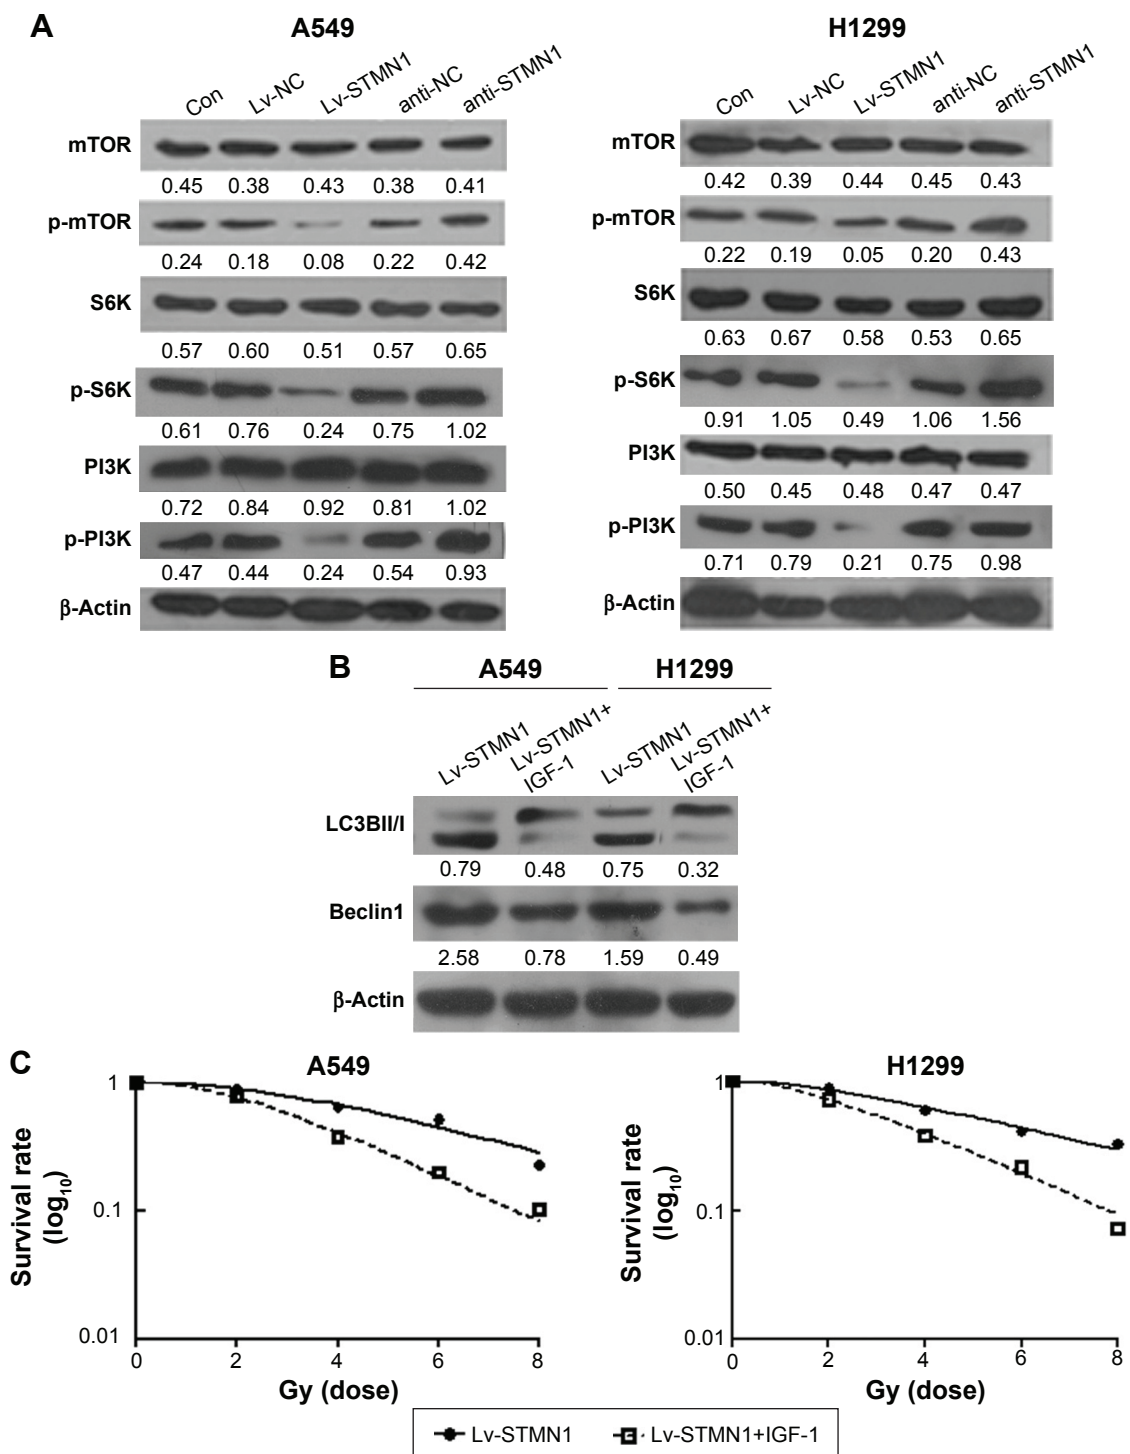 A
A549
H1299
Con
Lv-NC
Lv-STMN1
anti-NC
anti-STMN1
Con
Lv-NC
Lv-STMN1
anti-NC
anti-STMN1
mTOR
0.45 0.38 0.43 0.38 0.41
p-mTOR
0.24 0.18 0.08 0.22 0.42
S6K
0.57 0.60 0.51 0.57 0.65
p-S6K
0.61 0.76 0.24 0.75 1.02
PI3K
0.72 0.84 0.92 0.81 1.02
p-PI3K
0.47 0.44 0.24 0.54 0.93
β-Actin
mTOR
0.42 0.39 0.44 0.45 0.43
p-mTOR
0.22 0.19 0.05 0.20 0.43
S6K
0.63 0.67 0.58 0.53 0.65
p-S6K
0.91 1.05 0.49 1.06 1.56
PI3K
0.50 0.45 0.48 0.47 0.47
p-PI3K
0.71 0.79 0.21 0.75 0.98
β-Actin
B
A549
H1299
Lv-STMN1
Lv-STMN1+
IGF-1
Lv-STMN1
Lv-STMN1+
IGF-1
LC3BII/I
0.79 0.48 0.75 0.32
Beclin1
2.58 0.78 1.59 0.49
β-Actin
C
A549
Survival rate
(log10)
1
0.1
0.01
0 2 4 6 8
Gy (dose)
H1299
Survival rate
(log10)
1
0.1
0.01
0 2 4 6 8
Gy (dose)
Lv-STMN1
Lv-STMN1+IGF-1